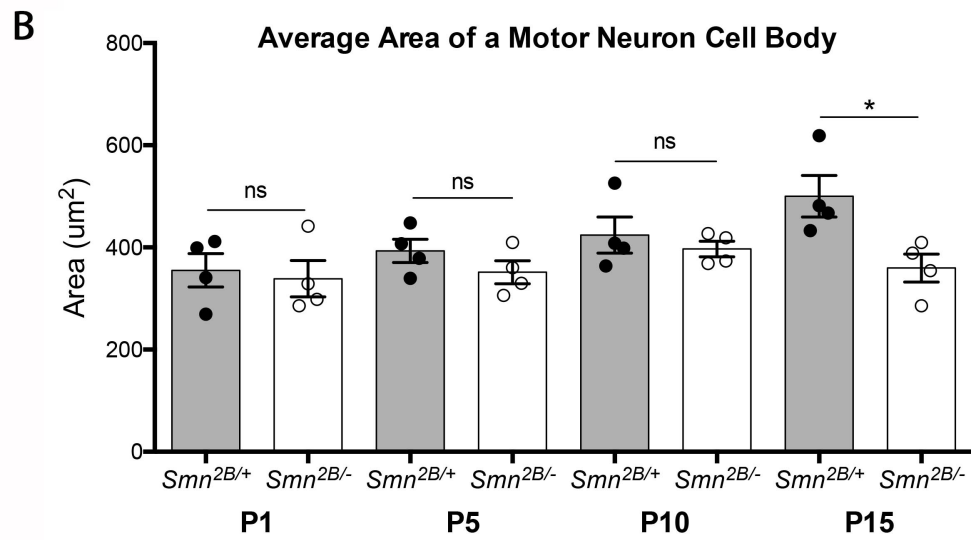 B
Average Area of a Motor Neuron Cell Body
Area (um²)
800
600
400
200
0
ns
ns
ns
*
Smn²ᴮ/⁺ Smn²ᴮ/⁻ Smn²ᴮ/⁺ Smn²ᴮ/⁻ Smn²ᴮ/⁺ Smn²ᴮ/⁻ Smn²ᴮ/⁺ Smn²ᴮ/⁻
P1 P5 P10 P15